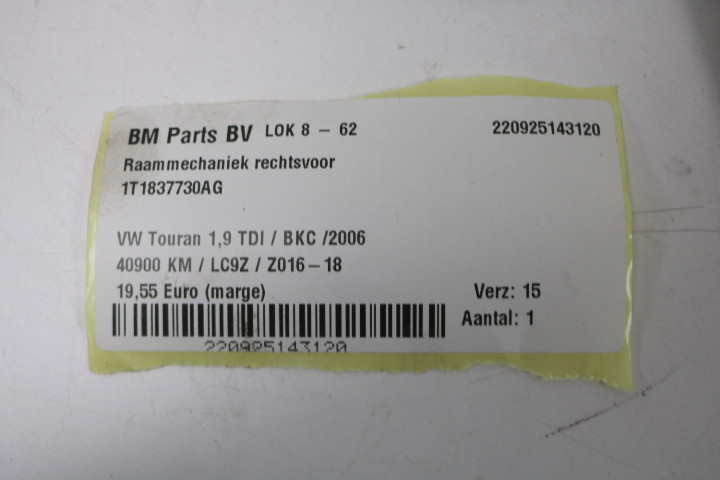 BM Parts BV LOK 8 – 62 220925143120
Raammechaniek rechtsvoor
1T1837730AG
VW Touran 1,9 TDI / BKC /2006
40900 KM / LC9Z / Z016–18
19,55 Euro (marge) Verz: 15
Aantal: 1
220925143120